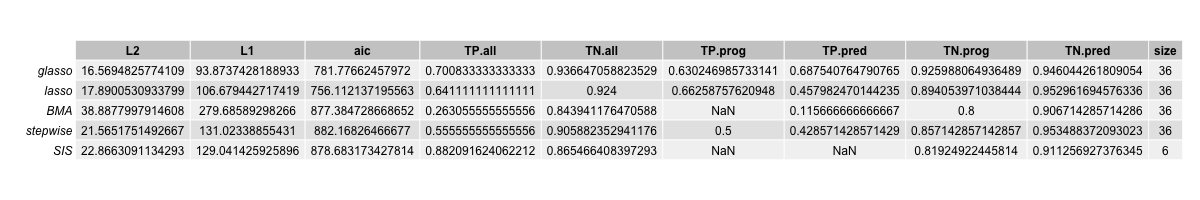 L2 L1 aic TP.all TN.all TP.prog TP.pred TN.prog TN.pred size
glasso 16.5694825774109 93.8737428188933 781.77662457972 0.700833333333333 0.936647058823529 0.630246985733141 0.687540764790765 0.925988064936489 0.946044261809054 36
lasso 17.8900530933799 106.679442717419 756.112137195563 0.641111111111111 0.924 0.66258757620948 0.457982470144235 0.894053971038444 0.952961694576336 36
BMA 38.8877997914608 279.68589298266 877.384728668652 0.263055555555556 0.843941176470588 NaN 0.115666666666667 0.8 0.906714285714286 36
stepwise 21.5651751492667 131.02338855431 882.16826466677 0.555555555555556 0.905882352941176 0.5 0.428571428571429 0.857142857142857 0.953488372093023 36
SIS 22.8663091134293 129.041425925896 878.683173427814 0.882091624062212 0.865466408397293 NaN NaN 0.81924922445814 0.911256927376345 6